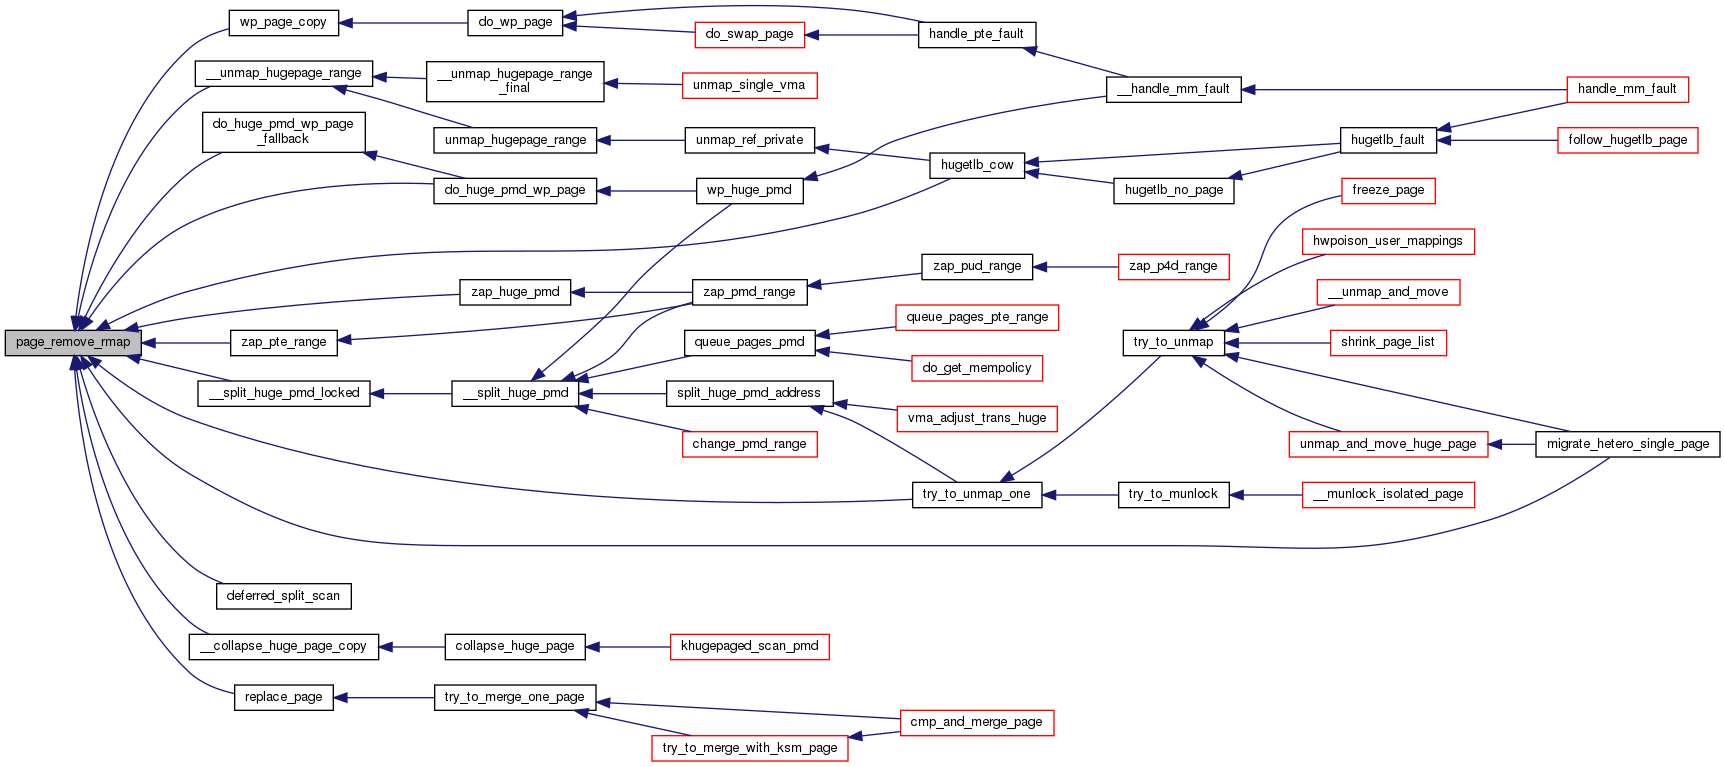 wp_page_copy
do_wp_page
do_swap_page
handle_pte_fault
__unmap_hugepage_range
__unmap_hugepage_range
_final
unmap_single_vma
__handle_mm_fault
handle_mm_fault
do_huge_pmd_wp_page
_fallback
unmap_hugepage_range
unmap_ref_private
hugetlb_cow
hugetlb_fault
follow_hugetlb_page
do_huge_pmd_wp_page
wp_huge_pmd
hugetlb_no_page
freeze_page
hwpoison_user_mappings
zap_pud_range
zap_p4d_range
zap_huge_pmd
zap_pmd_range
__unmap_and_move
queue_pages_pte_range
page_remove_rmap
zap_pte_range
queue_pages_pmd
try_to_unmap
shrink_page_list
do_get_mempolicy
__split_huge_pmd_locked
__split_huge_pmd
split_huge_pmd_address
vma_adjust_trans_huge
change_pmd_range
unmap_and_move_huge_page
migrate_hetero_single_page
try_to_unmap_one
try_to_munlock
__munlock_isolated_page
deferred_split_scan
__collapse_huge_page_copy
collapse_huge_page
khugepaged_scan_pmd
replace_page
try_to_merge_one_page
cmp_and_merge_page
try_to_merge_with_ksm_page